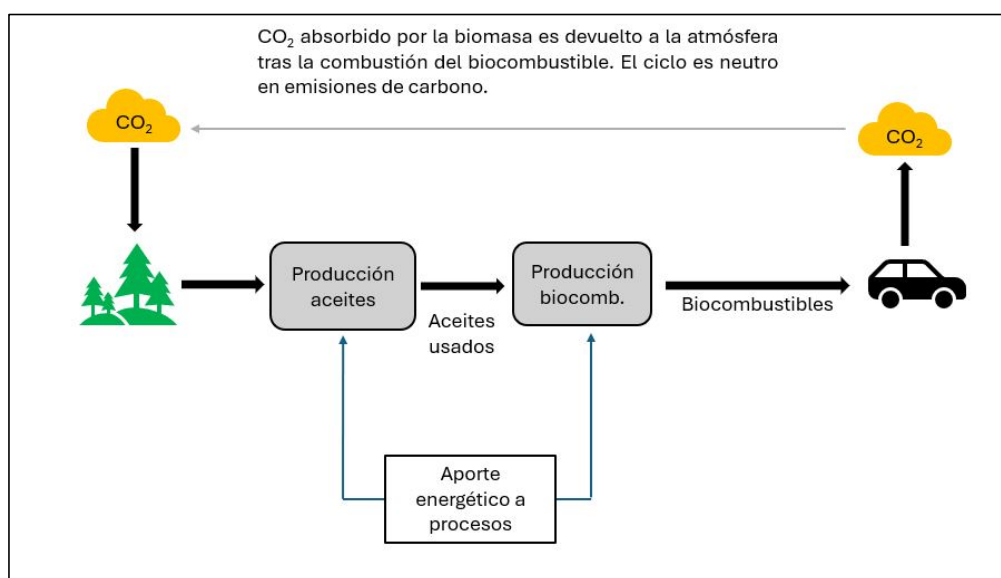 CO₂ absorbido por la biomasa es devuelto a la atmósfera
tras la combustión del biocombustible. El ciclo es neutro
en emisiones de carbono.
CO₂
CO₂
Producción
aceites
Aceites
usados
Producción
biocomb.
Biocombustibles
Aporte
energético a
procesos